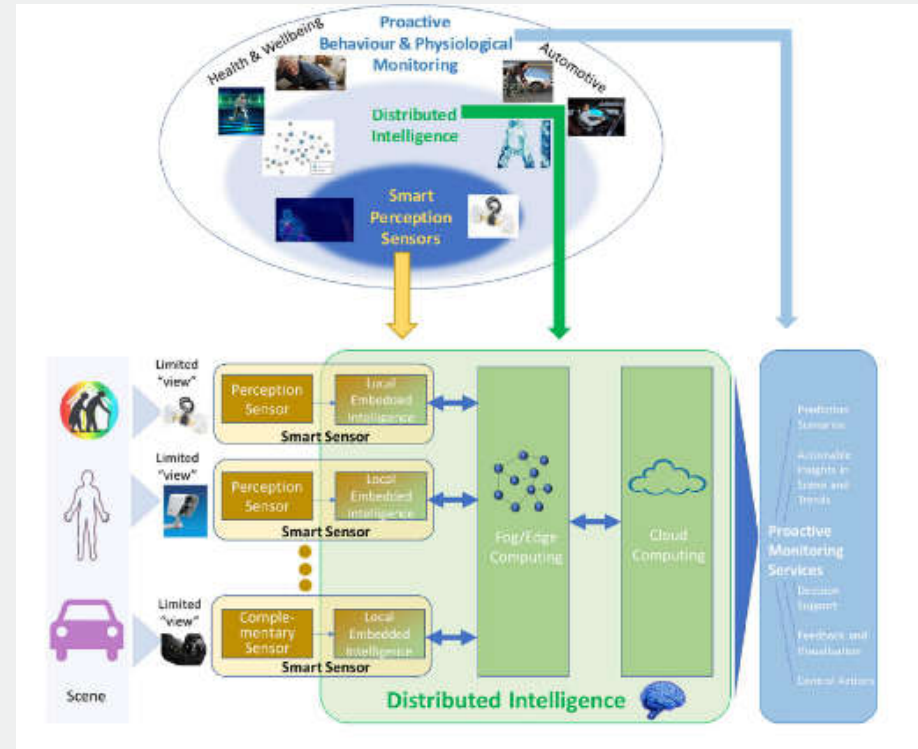 Proactive
Behaviour & Physiological
Monitoring
Health & Wellbeing
Automotive
Distributed
Intelligence
AI
Smart
Perception
Sensors
Limited
"view"
Perception
Sensor
Local
Embedded
Intelligence
Smart Sensor
Limited
"view"
Perception
Sensor
Local
Embedded
Intelligence
Smart Sensor
Limited
"view"
Comple-
mentary
Sensor
Local
Embedded
Intelligence
Smart Sensor
Scene
Fog/Edge
Computing
Cloud
Computing
Distributed Intelligence
Prediction
Scenarios
Actionable
Insights in
Scene and
Trends
Proactive
Monitoring
Services
Decision
Support
Feedback and
Visualisation
Control Actions